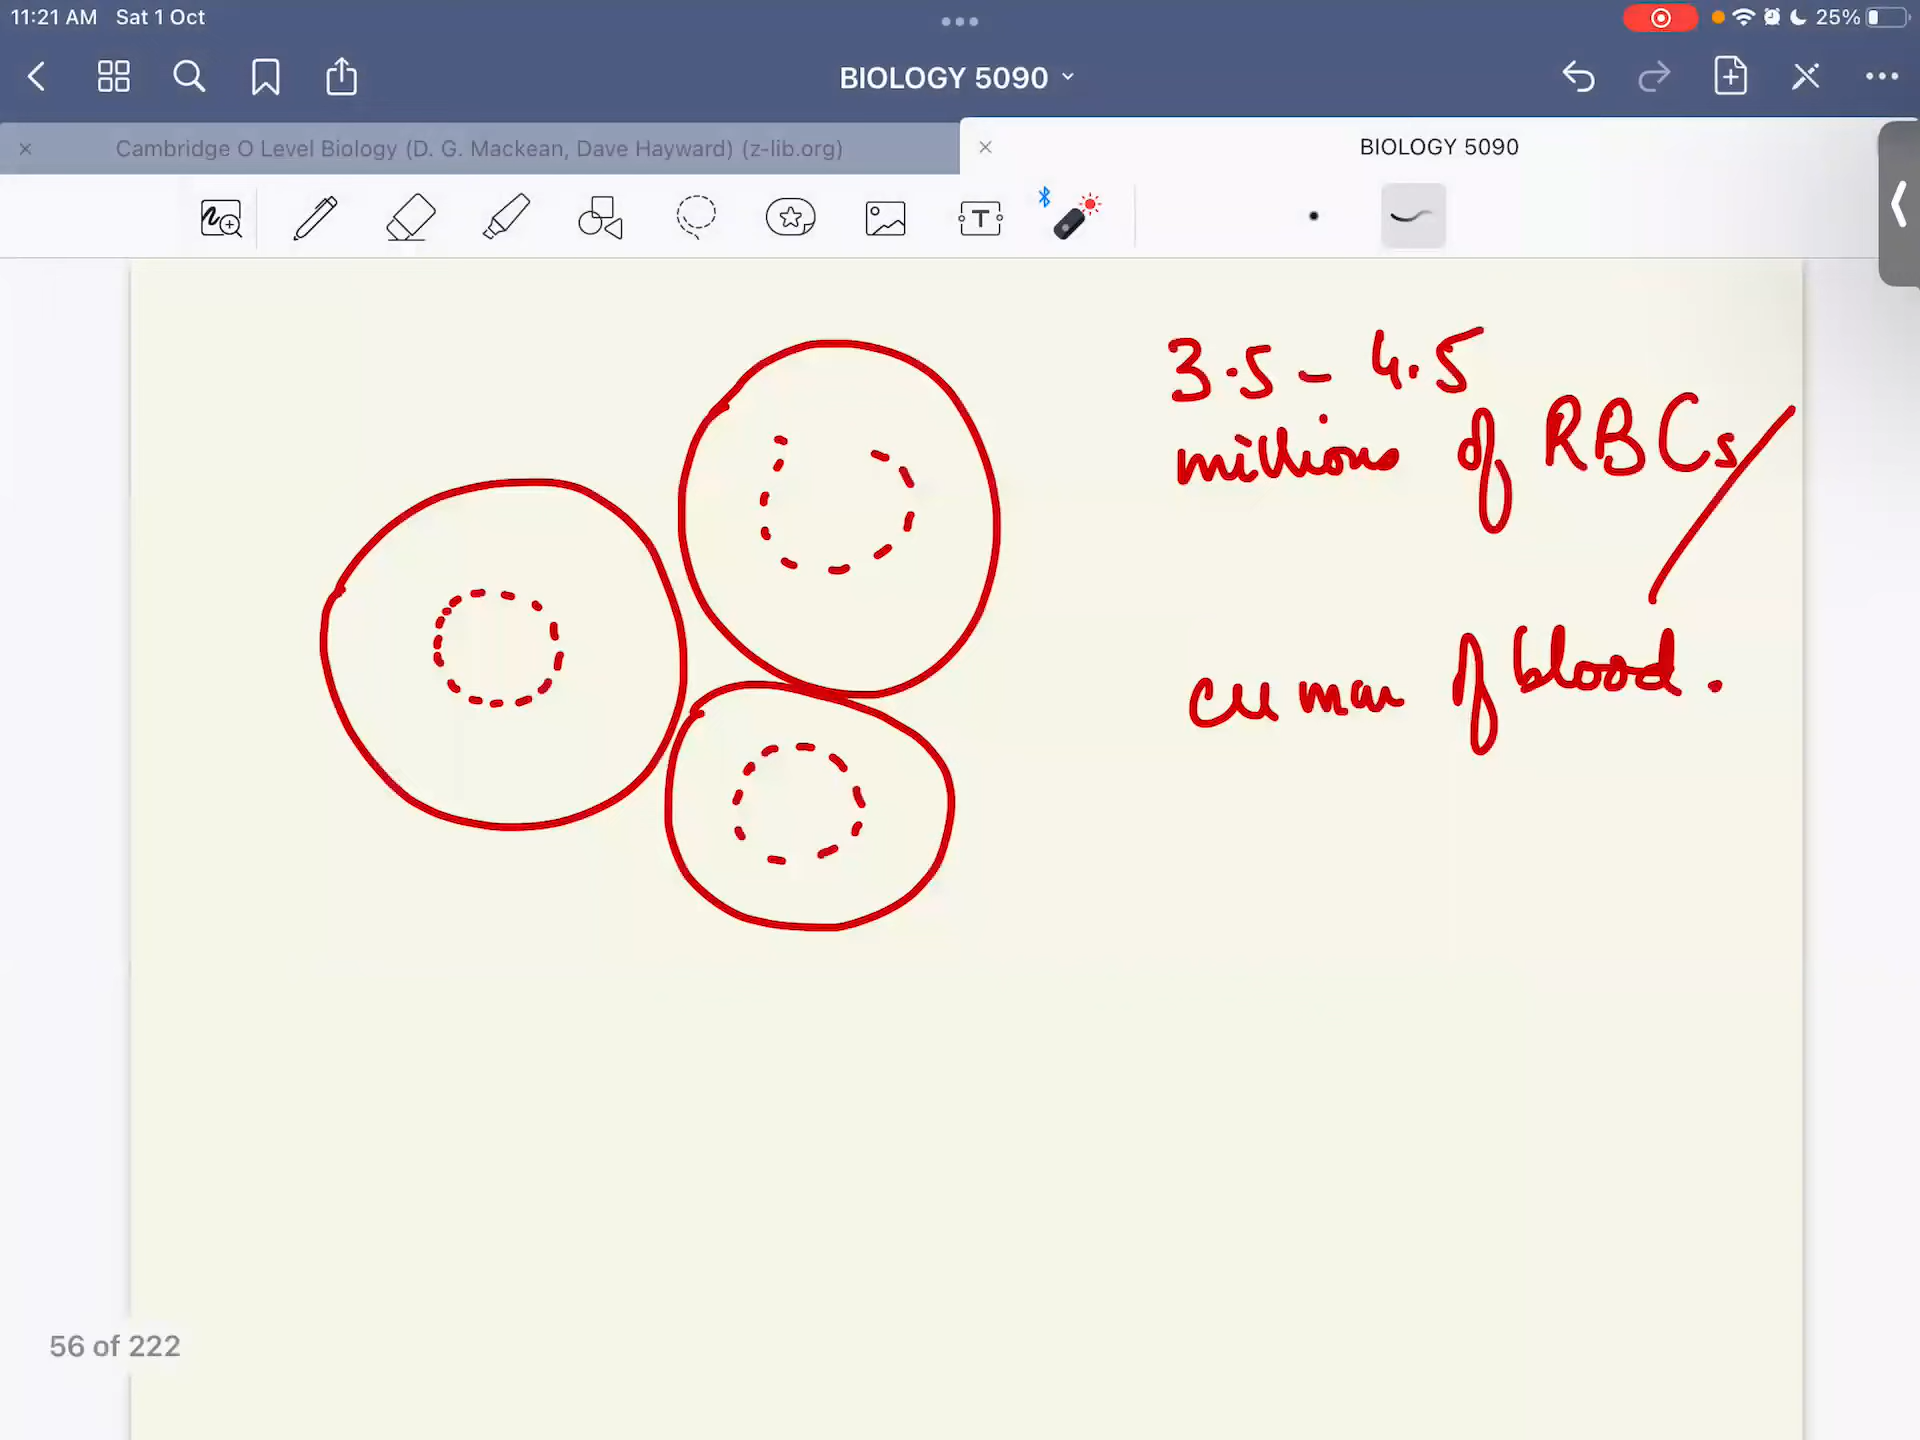 11:21 AM Sat 1 Oct
25%
BIOLOGY 5090
Cambridge O Level Biology (D. G. Mackean, Dave Hayward) (z-lib.org)
BIOLOGY 5090
3.5 - 4.5
millions of RBCs/
cu mm of blood.
56 of 222